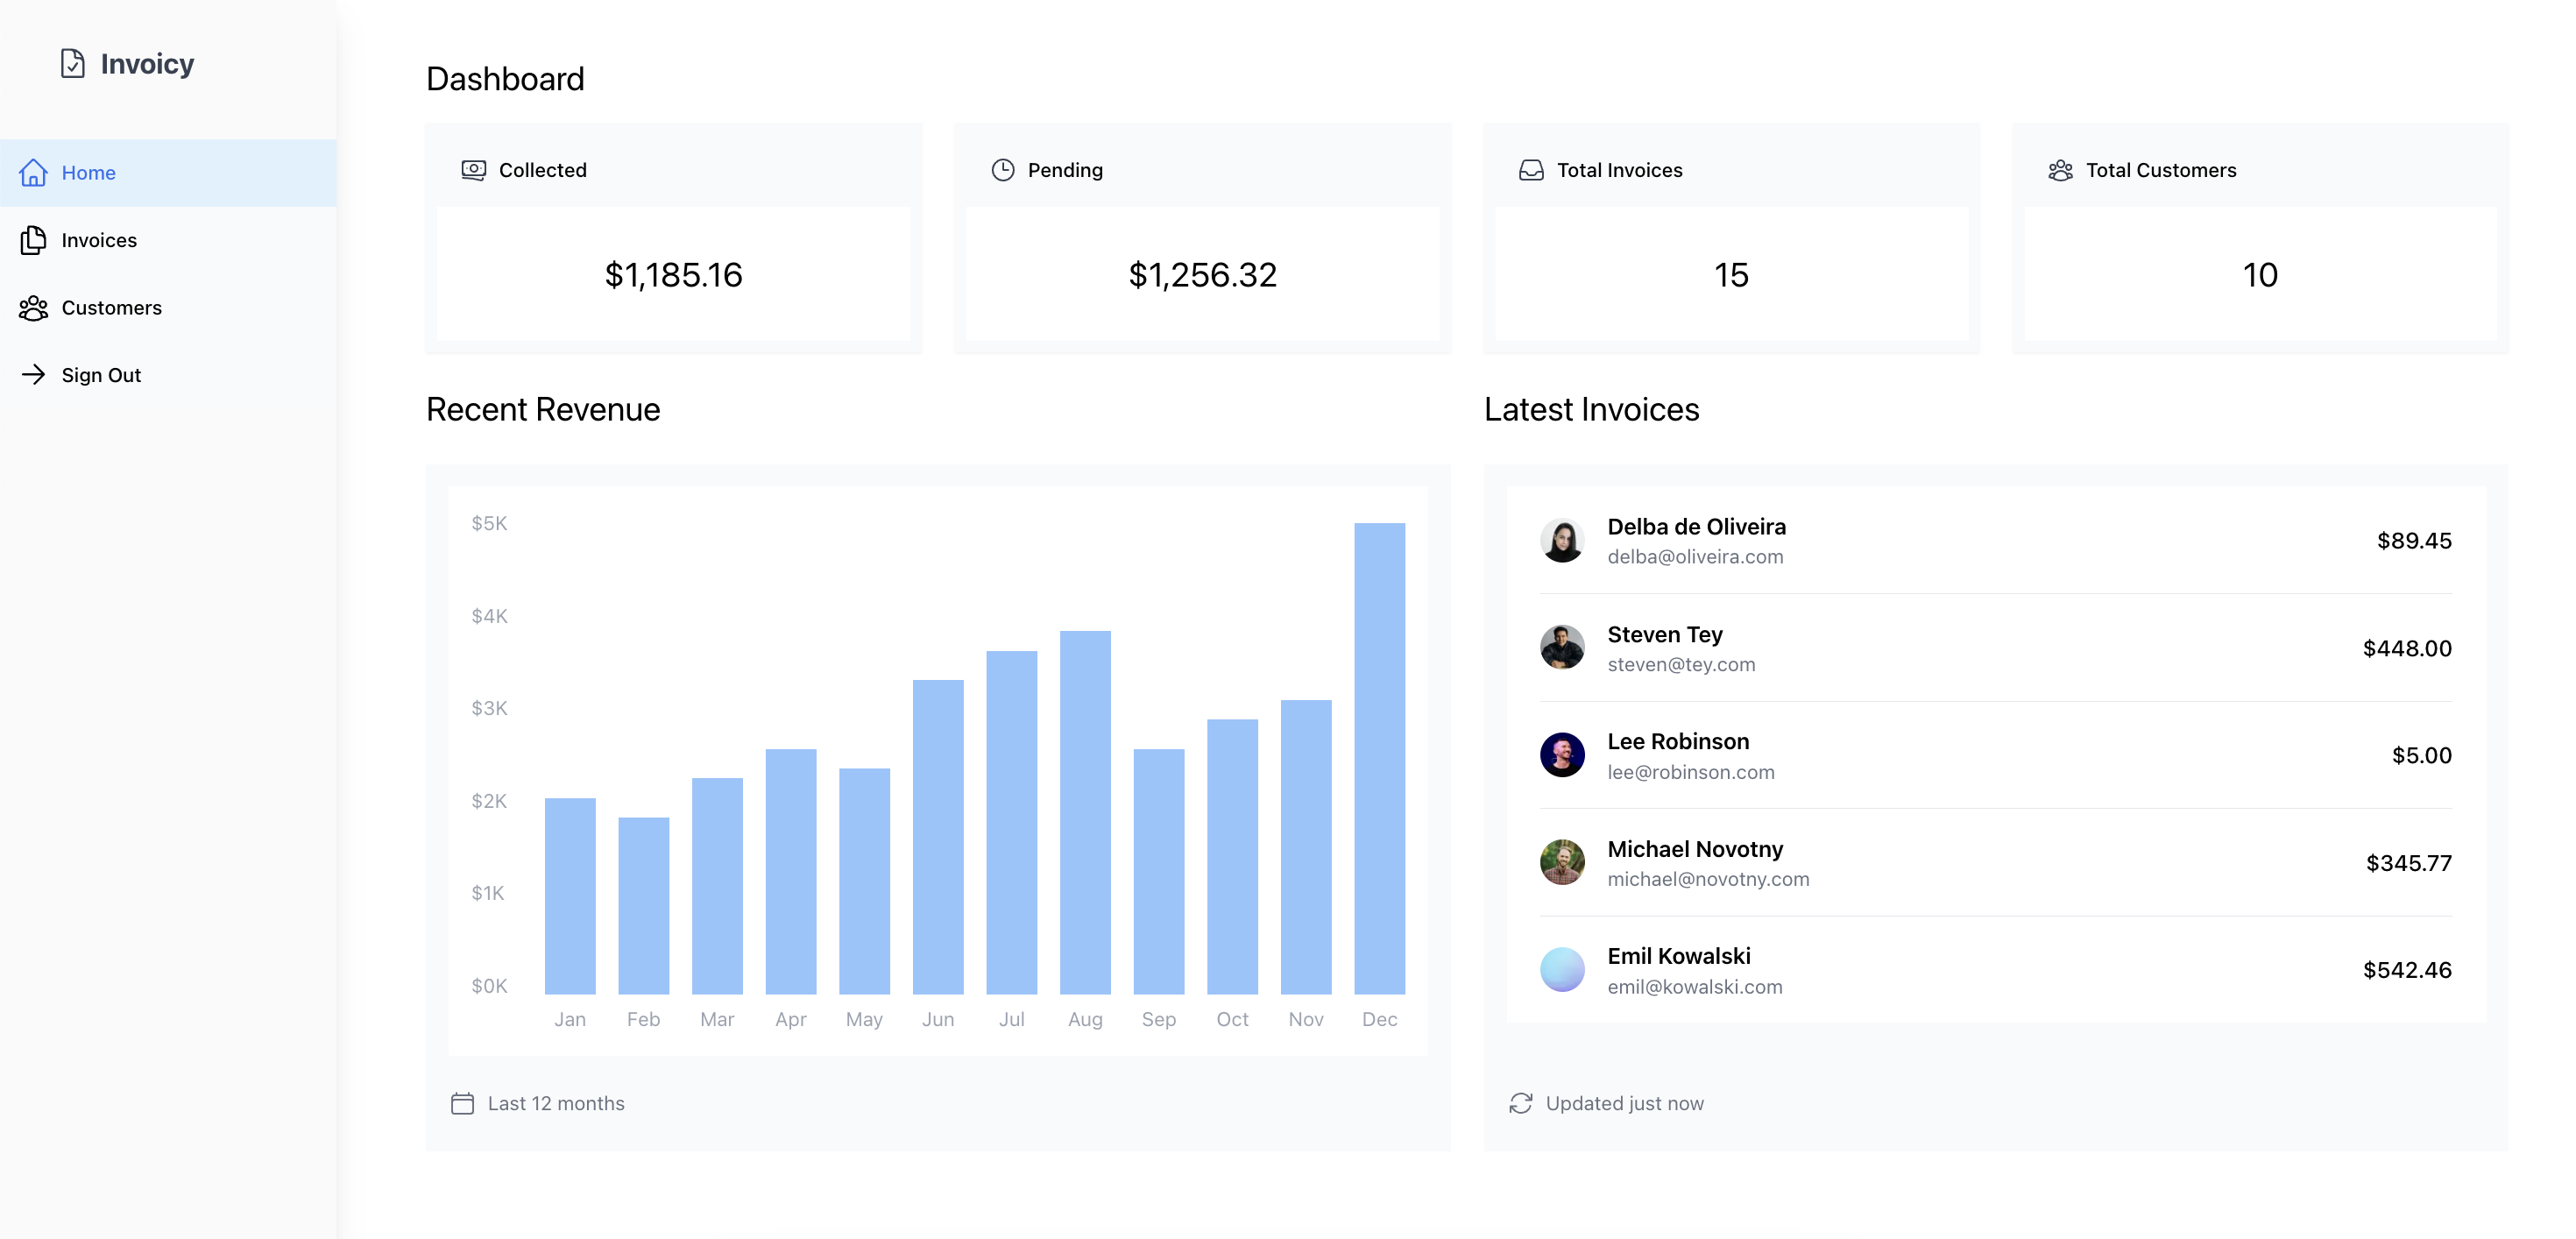 Invoicy
Home
Invoices
Customers
Sign Out
Dashboard
Collected
$1,185.16
Pending
$1,256.32
Total Invoices
15
Total Customers
10
Recent Revenue
$5K
$4K
$3K
$2K
$1K
$0K
Jan Feb Mar Apr May Jun Jul Aug Sep Oct Nov Dec
Last 12 months
Latest Invoices
Delba de Oliveira
delba@oliveira.com
$89.45
Steven Tey
steven@tey.com
$448.00
Lee Robinson
lee@robinson.com
$5.00
Michael Novotny
michael@novotny.com
$345.77
Emil Kowalski
emil@kowalski.com
$542.46
Updated just now